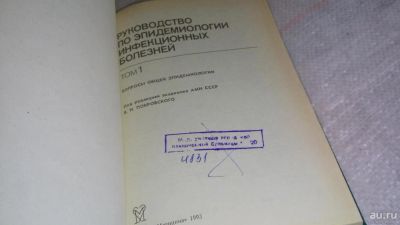 РУКОВОДСТВО
ПО ЭПИДЕМИОЛОГИИ
ИНФЕКЦИОННЫХ
БОЛЕЗНЕЙ
ТОМ 1
ВОПРОСЫ ОБЩЕЙ ЭПИДЕМИОЛОГИИ
Под редакцией академика АМН СССР
В. И. ПОКРОВСКОГО
20
4831
au.ru